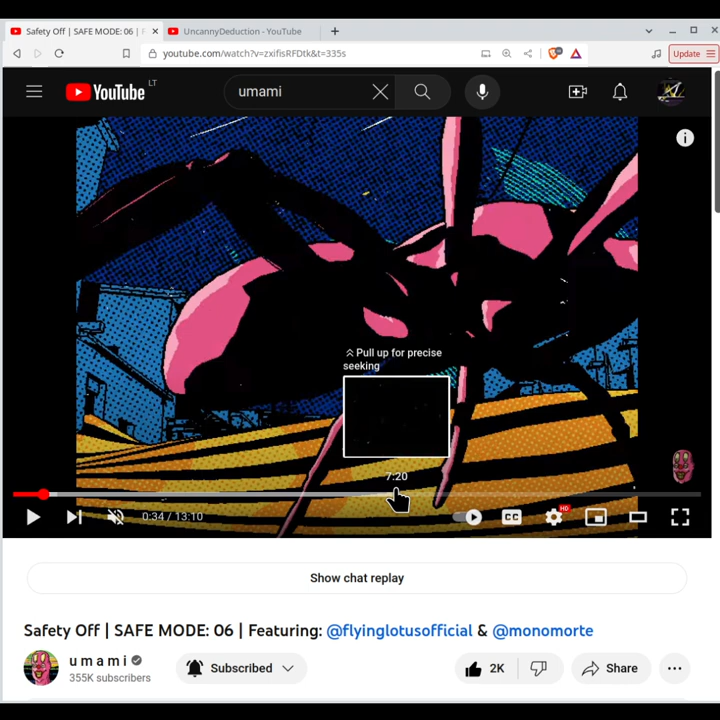 Safety Off | SAFE MODE: 06 | F
UncannyDeduction - YouTube
youtube.com/watch?v=zxifisRFDtk&t=335s
Update
YouTube LT
umami
Pull up for precise
seeking
7:20
0:34 / 13:10
CC
HD
Show chat replay
Safety Off | SAFE MODE: 06 | Featuring: @flyinglotusofficial & @monomorte
u m a m i
355K subscribers
Subscribed
2K
Share